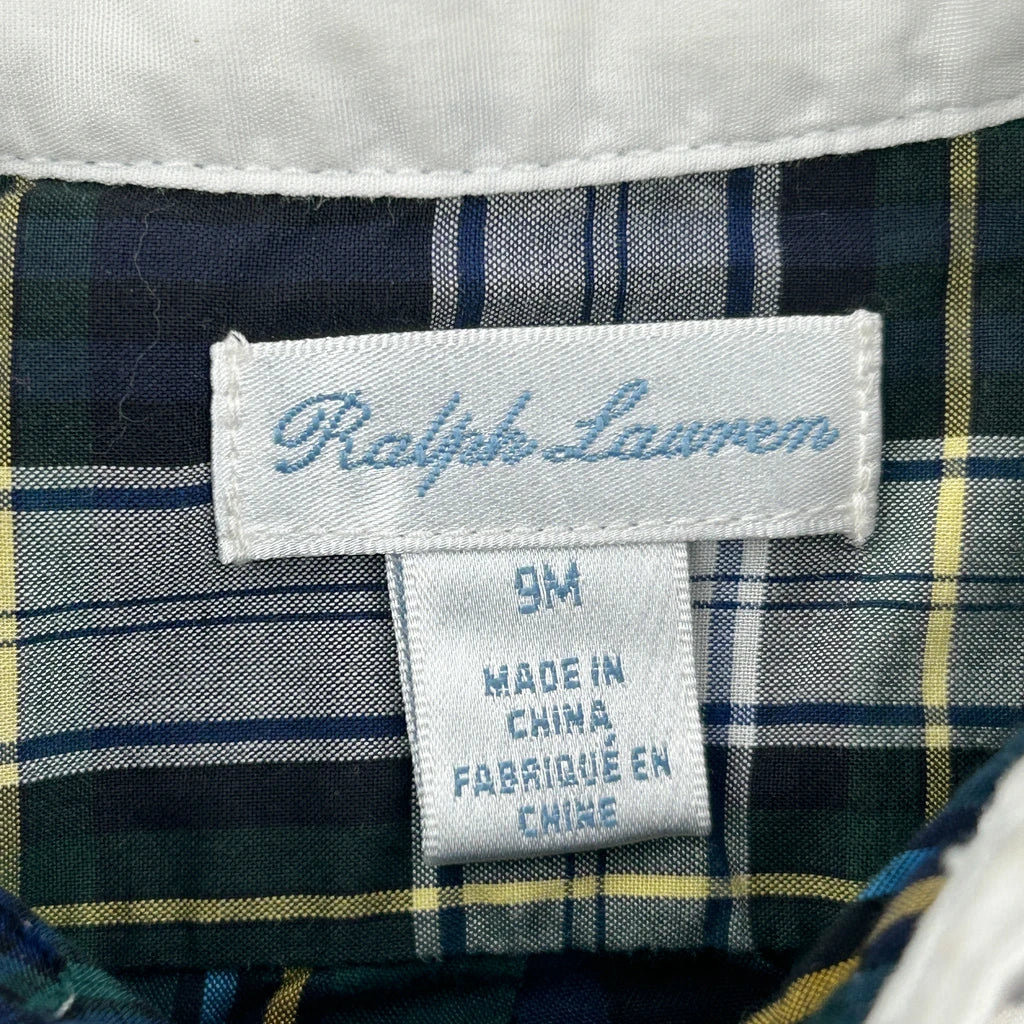 Ralph Lauren
9M
MADE IN
CHINA
FABRIQUÉ EN
CHINE